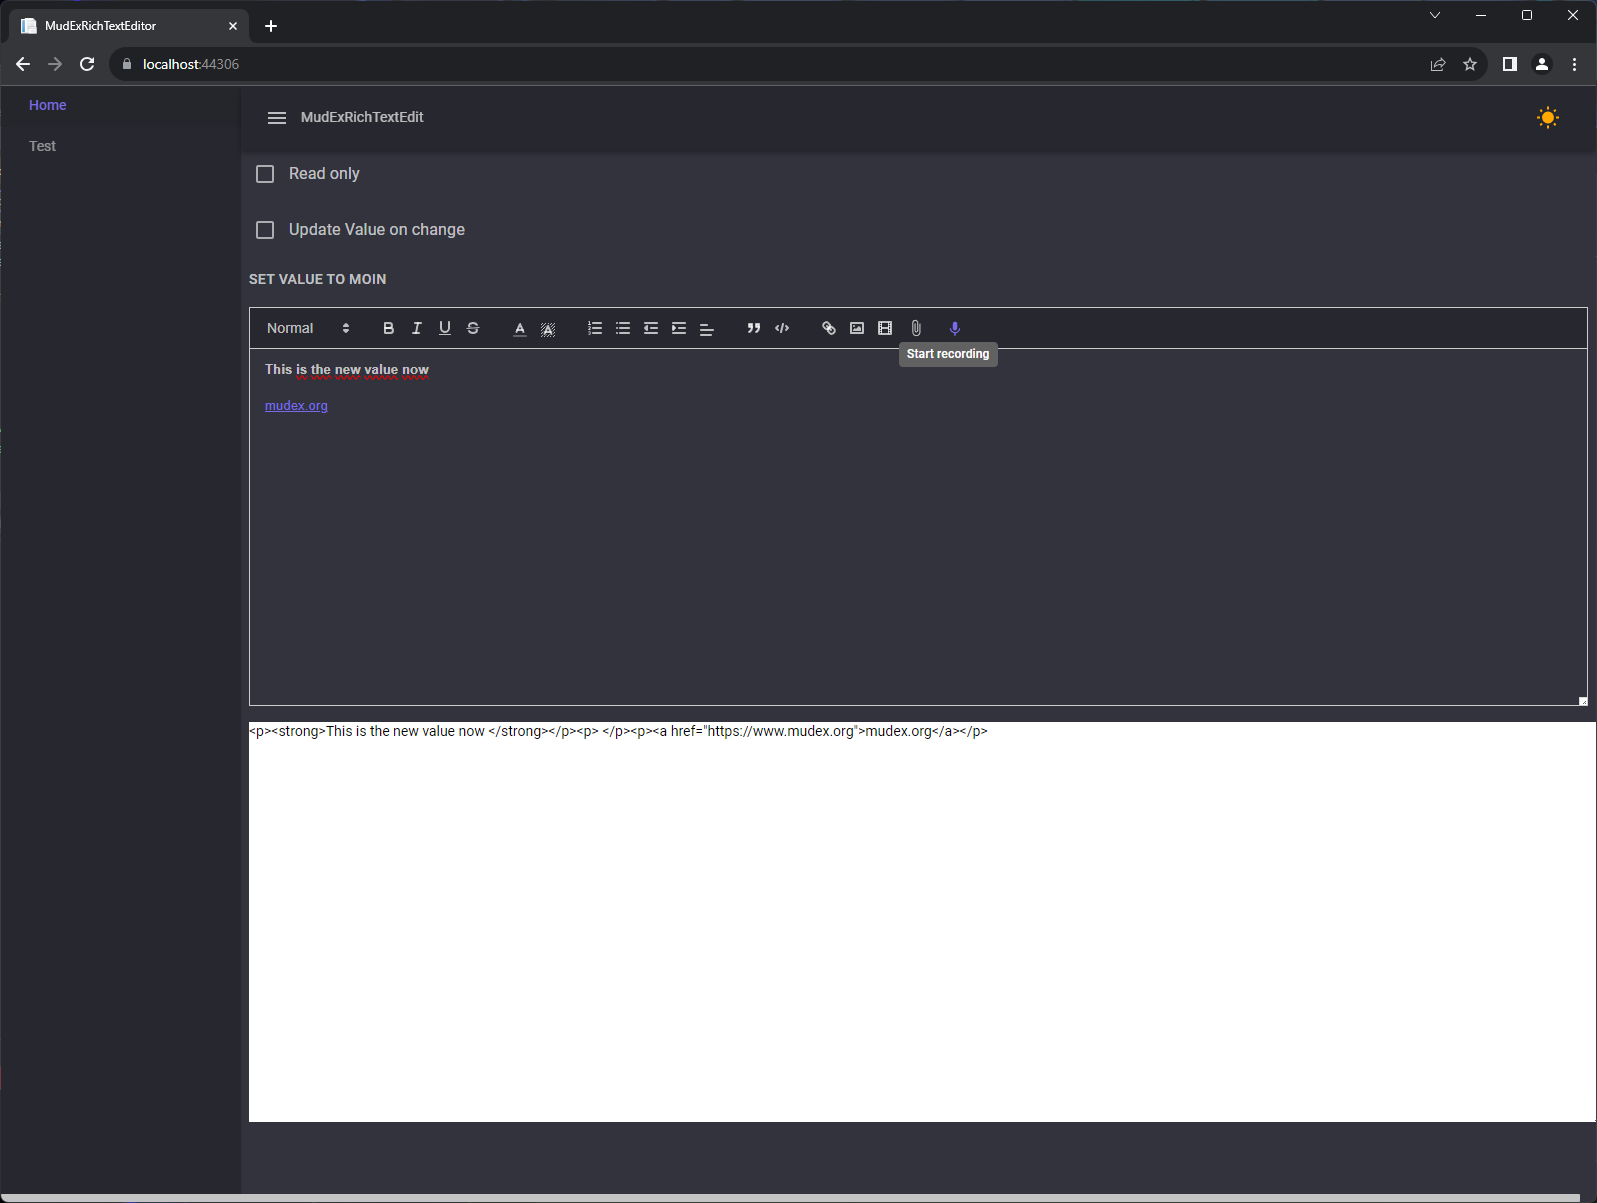 MudExRichTextEditor
localhost:44306
Home
MudExRichTextEdit
Test
Read only
Update Value on change
SET VALUE TO MOIN
Normal
Start recording
This is the new value now
mudex.org
<p><strong>This is the new value now </strong></p><p> </p><p><a href="https://www.mudex.org">mudex.org</a></p>